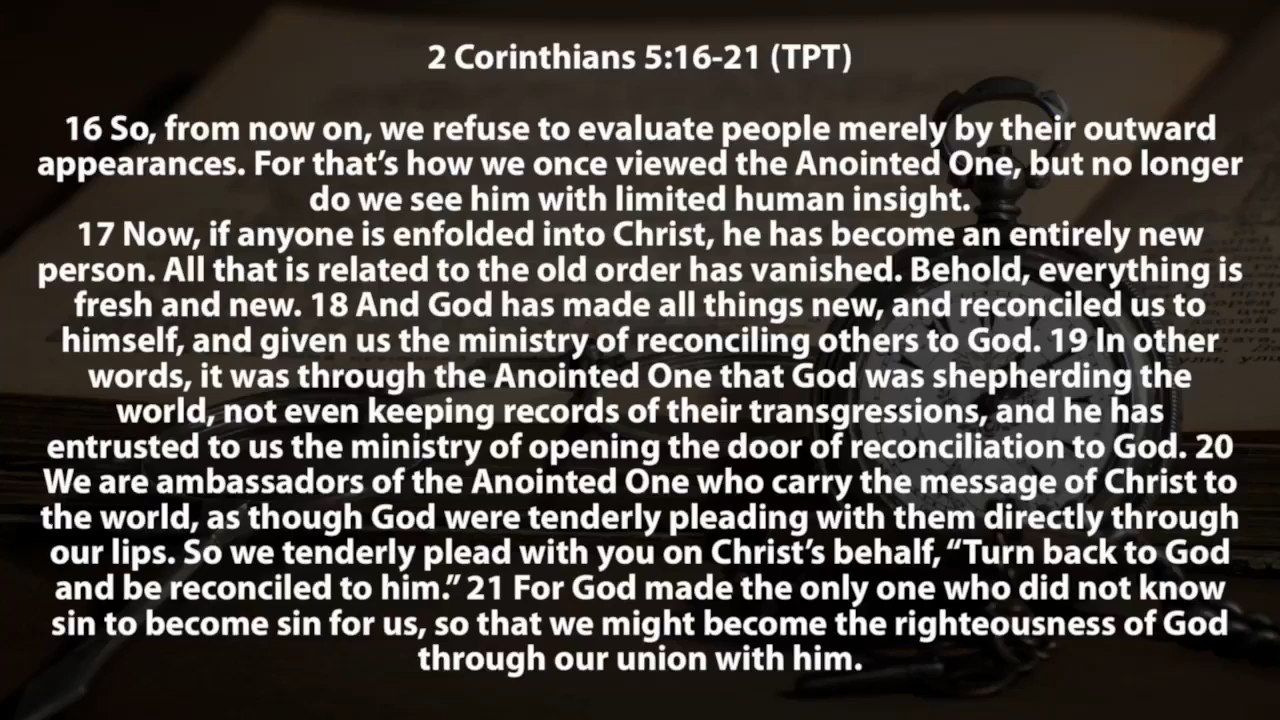 2 Corinthians 5:16-21 (TPT)
16 So, from now on, we refuse to evaluate people merely by their outward
appearances. For that’s how we once viewed the Anointed One, but no longer
do we see him with limited human insight.
17 Now, if anyone is enfolded into Christ, he has become an entirely new
person. All that is related to the old order has vanished. Behold, everything is
fresh and new. 18 And God has made all things new, and reconciled us to
himself, and given us the ministry of reconciling others to God. 19 In other
words, it was through the Anointed One that God was shepherding the
world, not even keeping records of their transgressions, and he has
entrusted to us the ministry of opening the door of reconciliation to God. 20
We are ambassadors of the Anointed One who carry the message of Christ to
the world, as though God were tenderly pleading with them directly through
our lips. So we tenderly plead with you on Christ’s behalf, “Turn back to God
and be reconciled to him.” 21 For God made the only one who did not know
sin to become sin for us, so that we might become the righteousness of God
through our union with him.